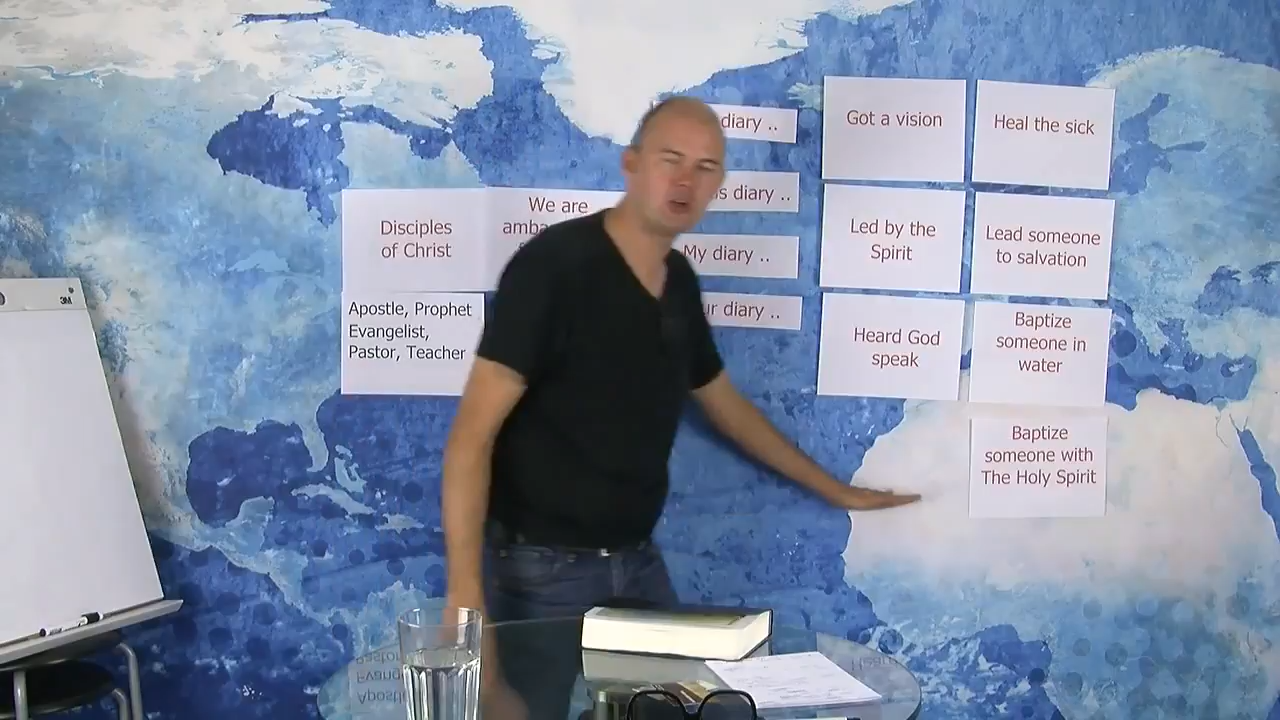 Disciples
of Christ
Apostle, Prophet
Evangelist,
Pastor, Teacher
We are
diary ..
diary ..
My diary ..
diary ..
Got a vision
Led by the
Spirit
Heard God
speak
Heal the sick
Lead someone
to salvation
Baptize
someone in
water
Baptize
someone with
The Holy Spirit
3M